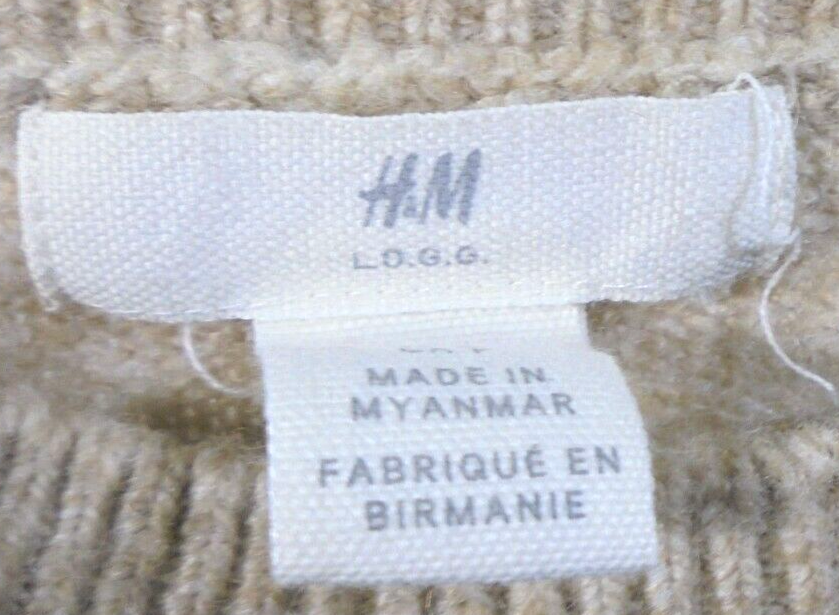 H&M
L.O.G.G.
MADE IN
MYANMAR
FABRIQUÉ EN
BIRMANIE